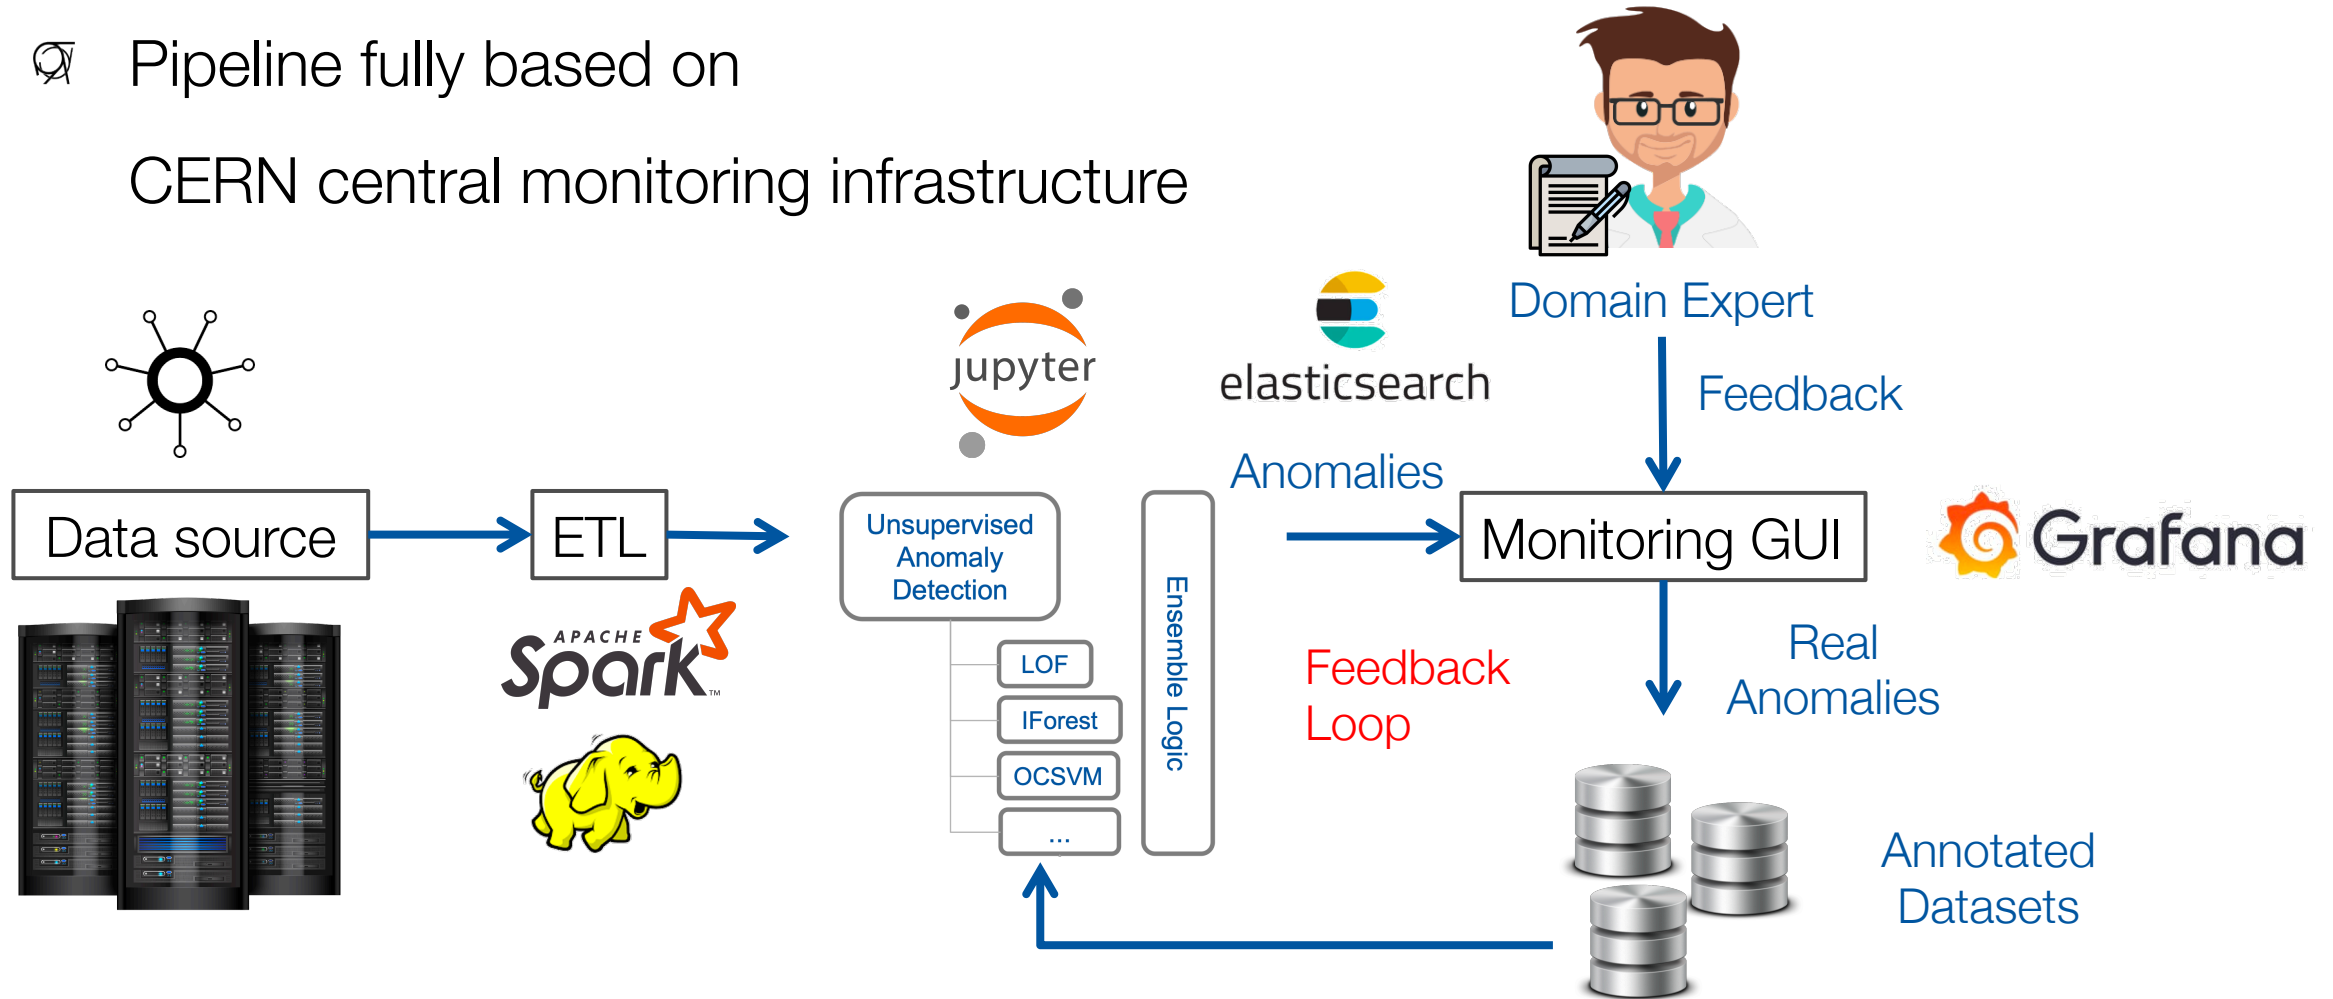 Pipeline fully based on
CERN central monitoring infrastructure
Domain Expert
Feedback
jupyter
elasticsearch
Anomalies
Data source
ETL
Unsupervised
Anomaly
Detection
LOF
IForest
OCSVM
...
Ensemble Logic
Monitoring GUI
Grafana
APACHE
Spark™
Feedback
Loop
Real
Anomalies
Annotated
Datasets